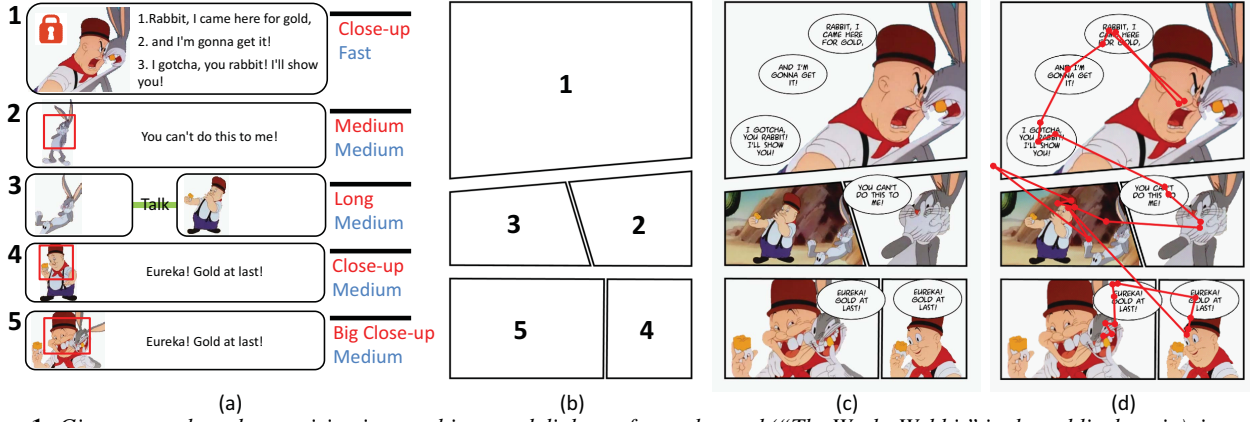 1
1.Rabbit, I came here for gold,
2. and I'm gonna get it!
3. I gotcha, you rabbit! I'll show
you!
Close-up
Fast
2
You can't do this to me!
Medium
Medium
3
Talk
Long
Medium
4
Eureka! Gold at last!
Close-up
Medium
5
Eureka! Gold at last!
Big Close-up
Medium
(a)
1
3
2
5
4
(b)
RABBIT, I
CAME HERE
FOR GOLD,
AND I'M
GONNA GET
IT!
I GOTCHA,
YOU RABBIT!
I'LL SHOW
YOU!
YOU CAN'T
DO THIS TO
ME!
EUREKA!
GOLD AT
LAST!
EUREKA!
GOLD AT
LAST!
(c)
RABBIT, I
CAME HERE
FOR GOLD,
AND I'M
GONNA GET
IT!
I GOTCHA,
YOU RABBIT!
I'LL SHOW
YOU!
YOU CAN'T
DO THIS TO
ME!
EUREKA!
GOLD AT
LAST!
EUREKA!
GOLD AT
LAST!
(d)